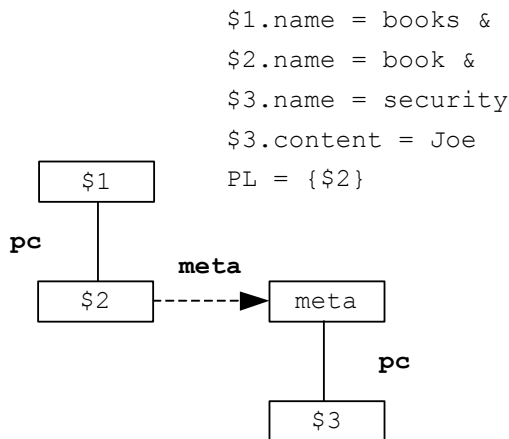 $1.name = books &
$2.name = book &
$3.name = security
$3.content = Joe
PL = {$2}
$1
pc
meta
$2
meta
pc
$3